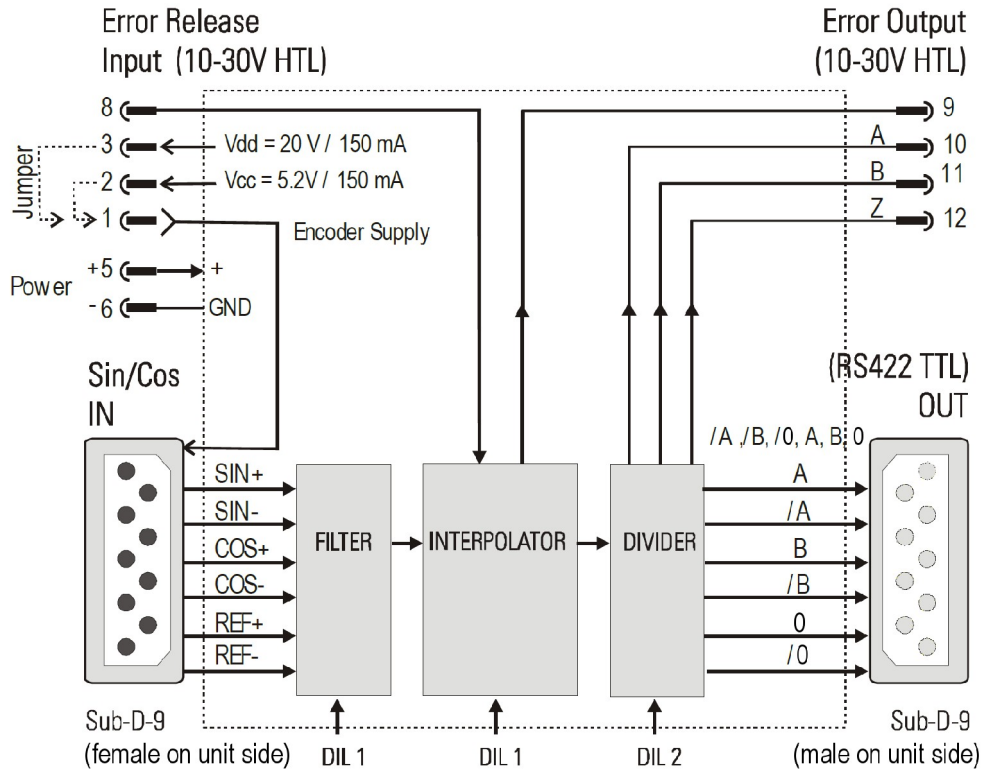 Error Release
Input (10-30V HTL)
Error Output
(10-30V HTL)
8
9
3
Vdd = 20 V / 150 mA
A
10
2
Vcc = 5.2V / 150 mA
B
11
Jumper
1
Encoder Supply
Z
12
Power
+5
+
-6
GND
Sin/Cos
IN
(RS422 TTL)
OUT
/A ,/B, /0, A, B, 0
SIN+
SIN-
COS+
COS-
REF+
REF-
FILTER
INTERPOLATOR
DIVIDER
A
/A
B
/B
0
/0
Sub-D-9
(female on unit side)
DIL 1
DIL 1
DIL 2
Sub-D-9
(male on unit side)